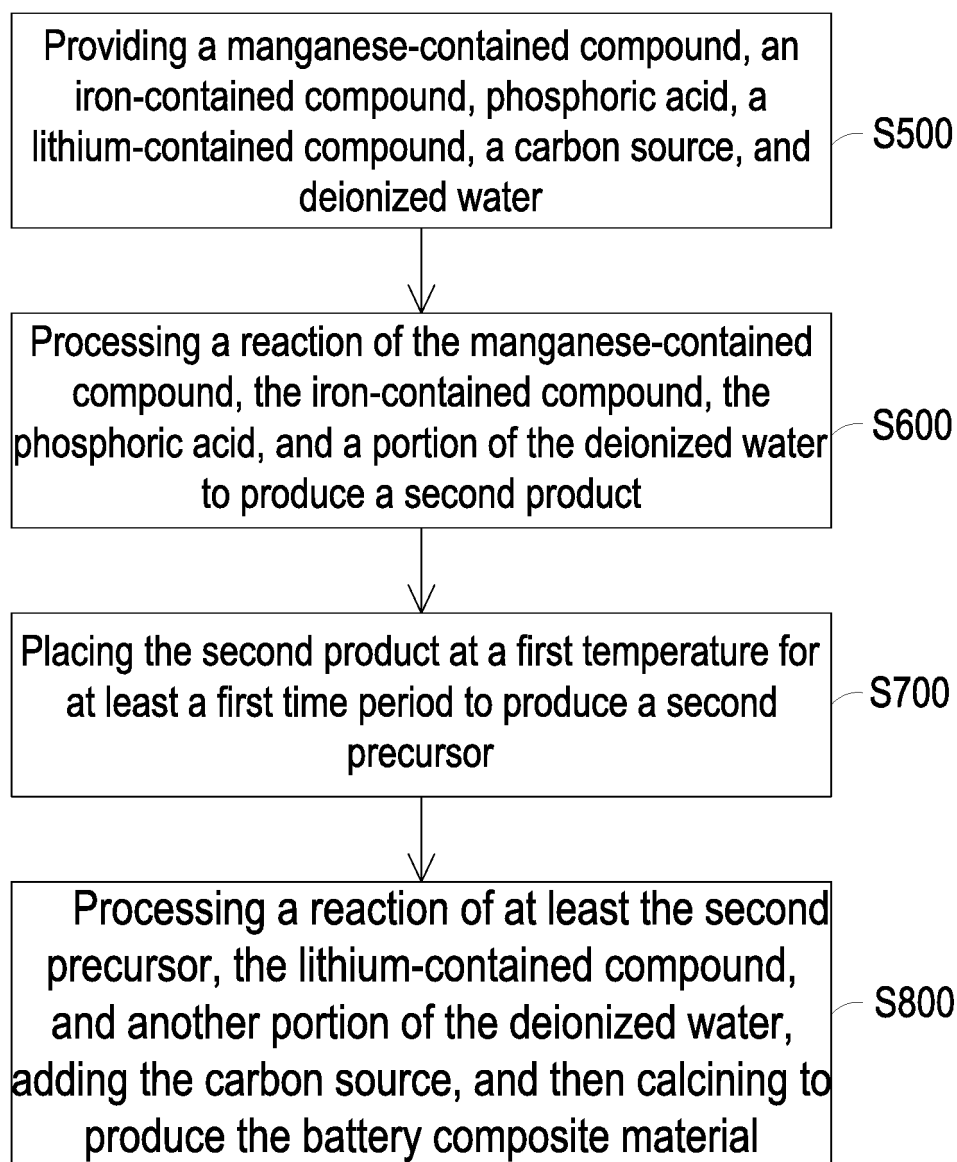 Providing a manganese-contained compound, an
iron-contained compound, phosphoric acid, a
lithium-contained compound, a carbon source, and
deionized water
S500
Processing a reaction of the manganese-contained
compound, the iron-contained compound, the
phosphoric acid, and a portion of the deionized water
to produce a second product
S600
Placing the second product at a first temperature for
at least a first time period to produce a second
precursor
S700
Processing a reaction of at least the second
precursor, the lithium-contained compound,
and another portion of the deionized water,
adding the carbon source, and then calcining to
produce the battery composite material
S800